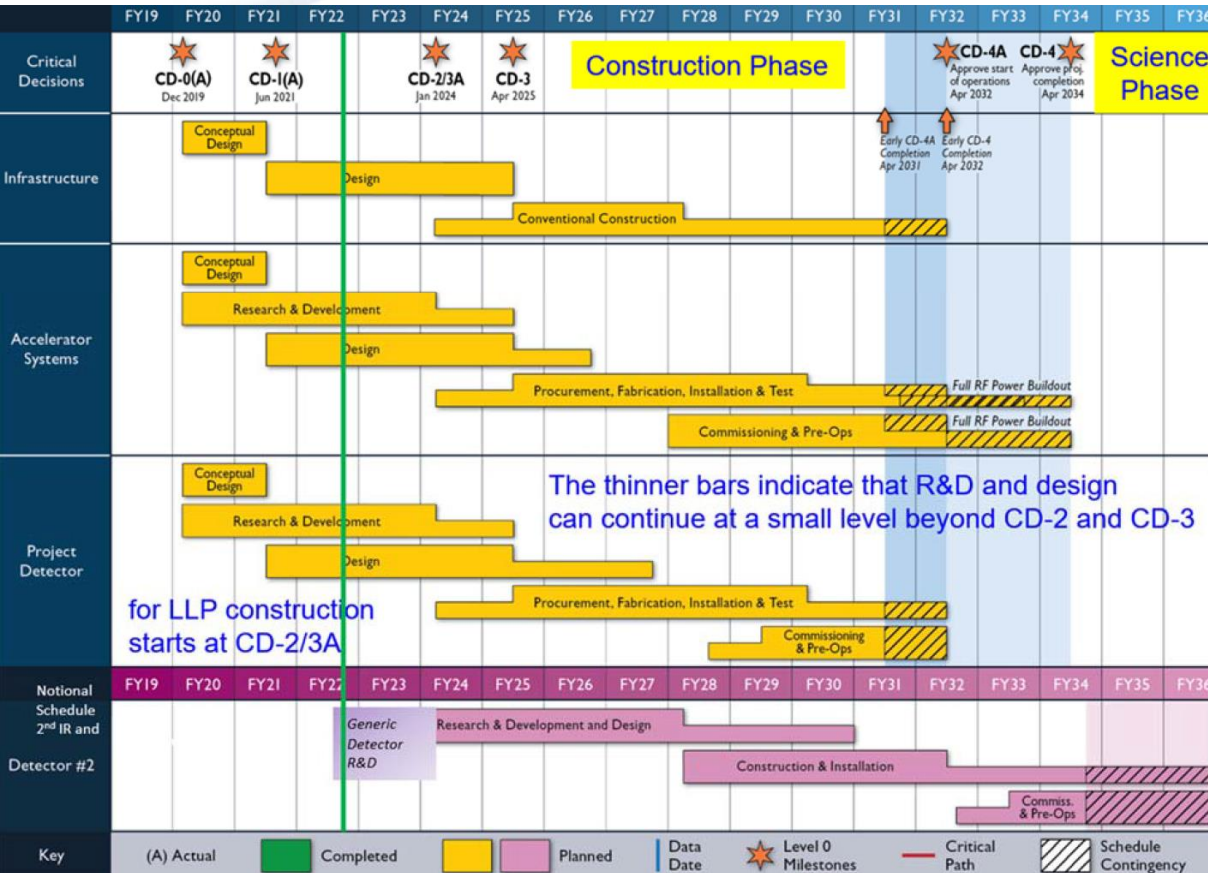 FY19 FY20 FY21 FY22 FY23 FY24 FY25 FY26 FY27 FY28 FY29 FY30 FY31 FY32 FY33 FY34 FY35 FY36
Critical
Decisions
CD-0(A)
Dec 2019
CD-1(A)
Jun 2021
CD-2/3A
Jan 2024
CD-3
Apr 2025
Construction Phase
CD-4A
Approve start
of operations
Apr 2032
CD-4
Approve proj.
completion
Apr 2034
Science
Phase
Early CD-4A
Completion
Apr 2031
Early CD-4
Completion
Apr 2032
Infrastructure
Conceptual
Design
Design
Conventional Construction
Accelerator
Systems
Conceptual
Design
Research & Development
Design
Procurement, Fabrication, Installation & Test
Full RF Power Buildout
Commissioning & Pre-Ops
Full RF Power Buildout
Project
Detector
Conceptual
Design
The thinner bars indicate that R&D and design
can continue at a small level beyond CD-2 and CD-3
Research & Development
Design
Procurement, Fabrication, Installation & Test
for LLP construction
starts at CD-2/3A
Commissioning
& Pre-Ops
FY19 FY20 FY21 FY22 FY23 FY24 FY25 FY26 FY27 FY28 FY29 FY30 FY31 FY32 FY33 FY34 FY35 FY36
Notional
Schedule
2nd IR and
Detector #2
Generic
Detector
R&D
Research & Development and Design
Construction & Installation
Commiss.
& Pre-Ops
Key
(A) Actual
Completed
Planned
Data
Date
Level 0
Milestones
Critical
Path
Schedule
Contingency